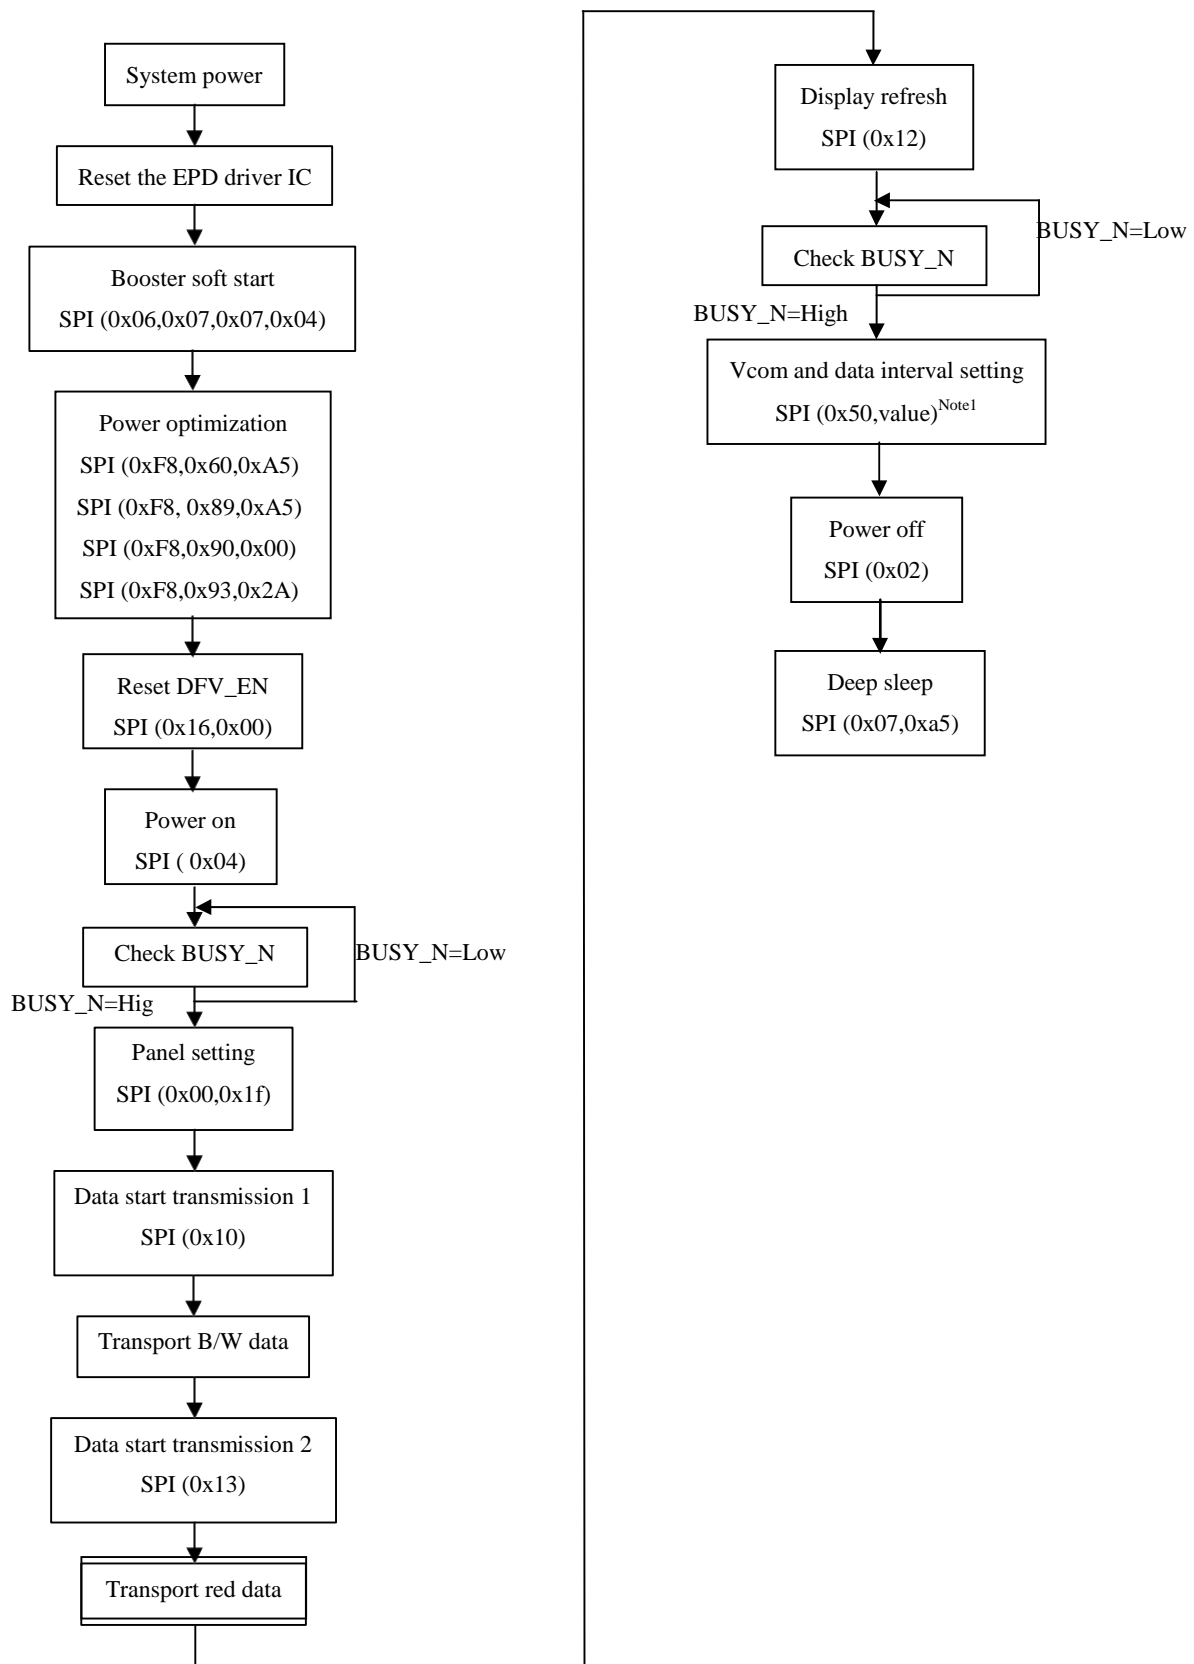 System power
Reset the EPD driver IC
Booster soft start
SPI (0x06,0x07,0x07,0x04)
Power optimization
SPI (0xF8,0x60,0xA5)
SPI (0xF8, 0x89,0xA5)
SPI (0xF8,0x90,0x00)
SPI (0xF8,0x93,0x2A)
Reset DFV_EN
SPI (0x16,0x00)
Power on
SPI ( 0x04)
Check BUSY_N
BUSY_N=Low
BUSY_N=Hig
Panel setting
SPI (0x00,0x1f)
Data start transmission 1
SPI (0x10)
Transport B/W data
Data start transmission 2
SPI (0x13)
Transport red data
Display refresh
SPI (0x12)
BUSY_N=Low
Check BUSY_N
BUSY_N=High
Vcom and data interval setting
SPI (0x50,value)Note1
Power off
SPI (0x02)
Deep sleep
SPI (0x07,0xa5)